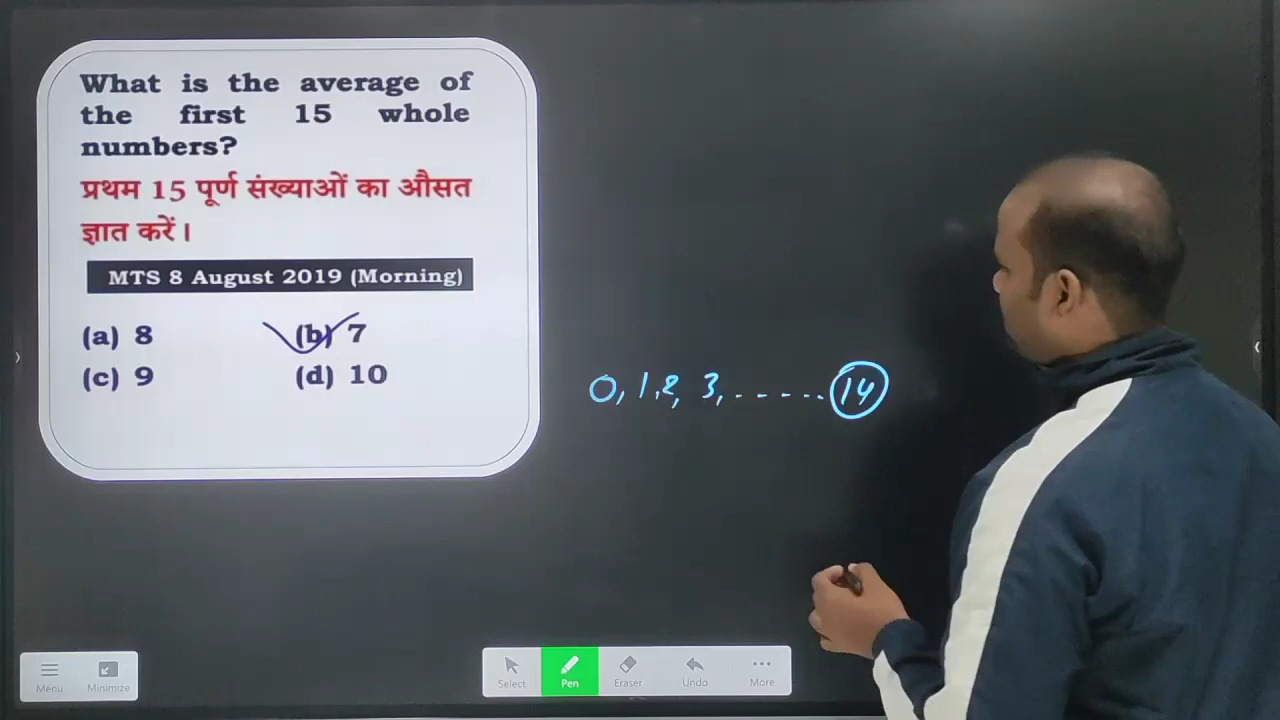 What is the average of
the first 15 whole
numbers?
प्रथम 15 पूर्ण संख्याओं का औसत
ज्ञात करें।
MTS 8 August 2019 (Morning)
(a) 8 (b) 7
(c) 9 (d) 10
0, 1, 2, 3, ...... 14
Menu Minimize Select Pen Eraser Undo More